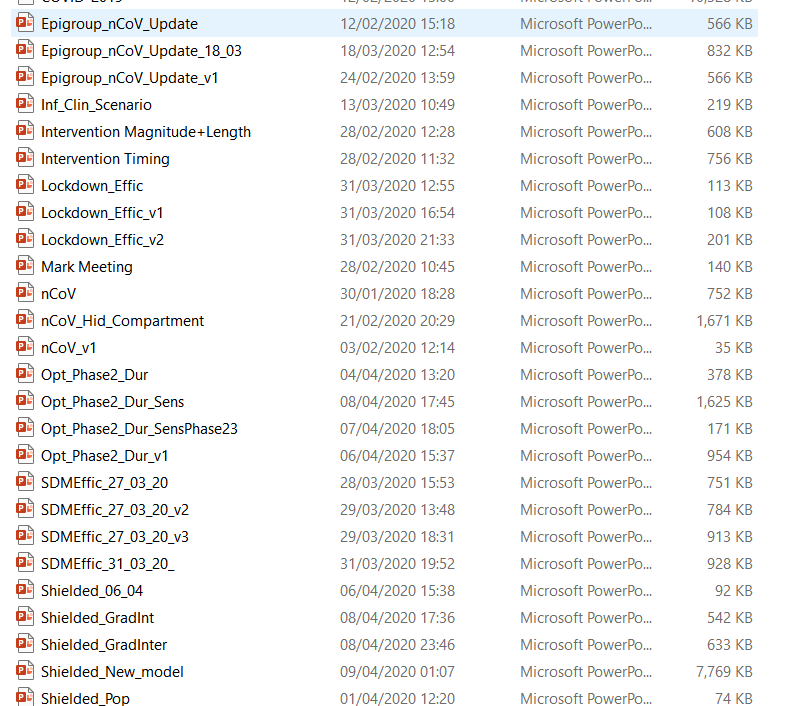 Epigroup_nCoV_Update 12/02/2020 15:18 Microsoft PowerPo... 566 KB
Epigroup_nCoV_Update_18_03 18/03/2020 12:54 Microsoft PowerPo... 832 KB
Epigroup_nCoV_Update_v1 24/02/2020 13:59 Microsoft PowerPo... 566 KB
Inf_Clin_Scenario 13/03/2020 10:49 Microsoft PowerPo... 219 KB
Intervention Magnitude+Length 28/02/2020 12:28 Microsoft PowerPo... 608 KB
Intervention Timing 28/02/2020 11:32 Microsoft PowerPo... 756 KB
Lockdown_Effic 31/03/2020 12:55 Microsoft PowerPo... 113 KB
Lockdown_Effic_v1 31/03/2020 16:54 Microsoft PowerPo... 108 KB
Lockdown_Effic_v2 31/03/2020 21:33 Microsoft PowerPo... 201 KB
Mark Meeting 28/02/2020 10:45 Microsoft PowerPo... 140 KB
nCoV 30/01/2020 18:28 Microsoft PowerPo... 752 KB
nCoV_Hid_Compartment 21/02/2020 20:29 Microsoft PowerPo... 1,671 KB
nCoV_v1 03/02/2020 12:14 Microsoft PowerPo... 35 KB
Opt_Phase2_Dur 04/04/2020 13:20 Microsoft PowerPo... 378 KB
Opt_Phase2_Dur_Sens 08/04/2020 17:45 Microsoft PowerPo... 1,625 KB
Opt_Phase2_Dur_SensPhase23 07/04/2020 18:05 Microsoft PowerPo... 171 KB
Opt_Phase2_Dur_v1 06/04/2020 15:37 Microsoft PowerPo... 954 KB
SDMEffic_27_03_20 28/03/2020 15:53 Microsoft PowerPo... 751 KB
SDMEffic_27_03_20_v2 29/03/2020 13:48 Microsoft PowerPo... 784 KB
SDMEffic_27_03_20_v3 29/03/2020 18:31 Microsoft PowerPo... 913 KB
SDMEffic_31_03_20_ 31/03/2020 19:52 Microsoft PowerPo... 928 KB
Shielded_06_04 06/04/2020 15:38 Microsoft PowerPo... 92 KB
Shielded_GradInt 08/04/2020 17:36 Microsoft PowerPo... 542 KB
Shielded_GradInter 08/04/2020 23:46 Microsoft PowerPo... 633 KB
Shielded_New_model 09/04/2020 01:07 Microsoft PowerPo... 7,769 KB
Shielded_Pop 01/04/2020 12:20 Microsoft PowerPo... 74 KB